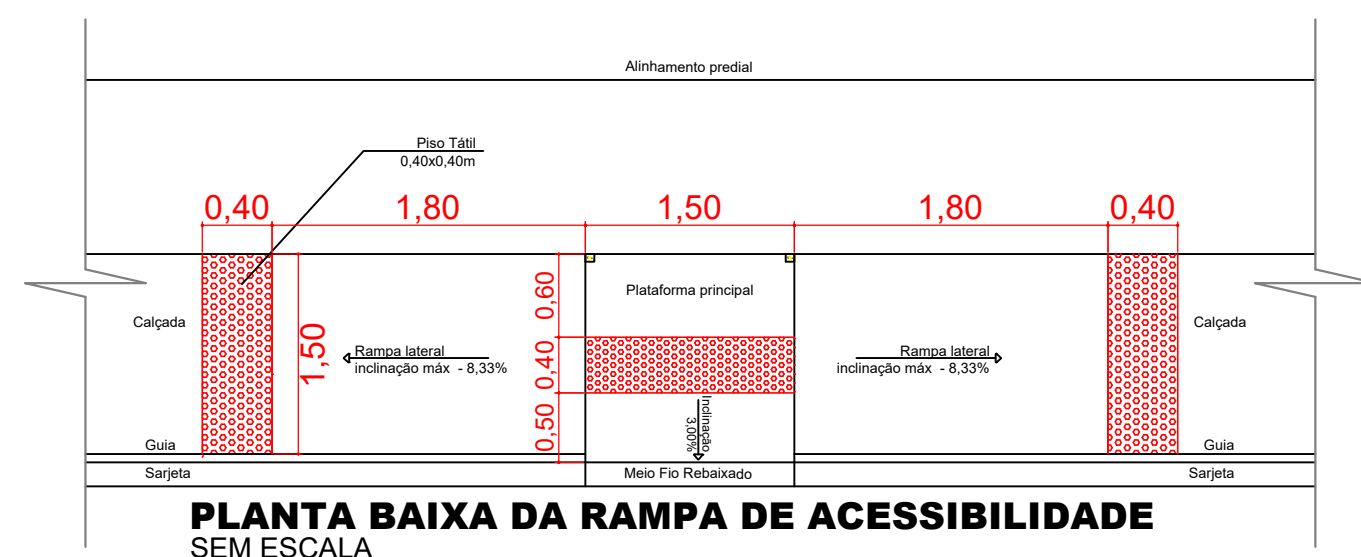 Alinhamento predial
Piso Tátil
0,40x0,40m
0,40
1,80
1,50
1,80
0,40
Plataforma principal
0,60
Calçada
Calçada
1,50
Rampa lateral
inclinação máx - 8,33%
0,40
Rampa lateral
inclinação máx - 8,33%
0,50
Inclinação
3,00%
Guia
Guia
Sarjeta
Meio Fio Rebaixado
Sarjeta
PLANTA BAIXA DA RAMPA DE ACESSIBILIDADE
SEM ESCALA